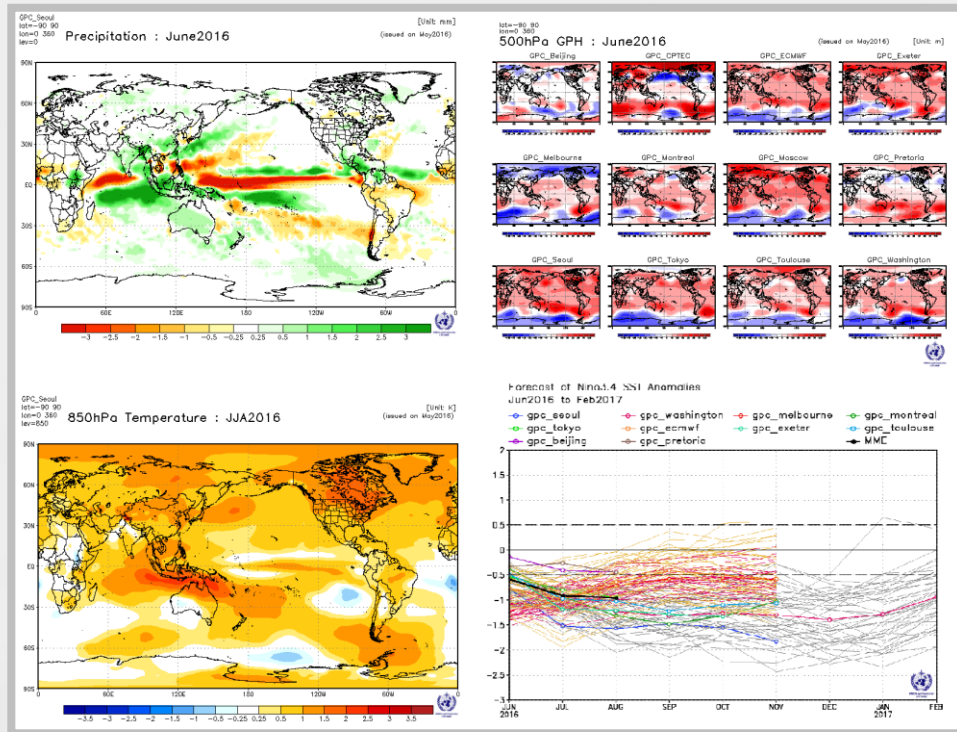 GPC_Seoul
lat=-90 90
lon=0 360
lev=0
Precipitation : June2016
[Unit: mm]
(issued on May2016)
90N
60N
30N
EQ
30S
60S
90S
0 60E 120E 180 120W 60W 0
-3 -2.5 -2 -1.5 -1 -0.5 -0.25 0.25 0.5 1 1.5 2 2.5 3
lat=-90 90
lon=0 360
500hPa GPH : June2016
(issued on May2016)
[Unit: m]
GPC_Beijing GPC_CPTEC GPC_ECMWF GPC_Exeter
GPC_Melbourne GPC_Montreal GPC_Moscow GPC_Pretoria
GPC_Seoul GPC_Tokyo GPC_Toulouse GPC_Washington
GPC_Seoul
lat=-90 90
lon=0 360
lev=850
850hPa Temperature : JJA2016
[Unit: K]
(issued on May2016)
90N
60N
30N
EQ
30S
60S
90S
0 60E 120E 180 120W 60W 0
-3.5 -3 -2.5 -2 -1.5 -1 -0.5 -0.25 0.25 0.5 1 1.5 2 2.5 3 3.5
Forecast of Nino3.4 SST Anomalies
Jun2016 to Feb2017
gpc_seoul gpc_washington gpc_melbourne gpc_montreal
gpc_tokyo gpc_ecmwf gpc_exeter gpc_toulouse
gpc_beijing gpc_pretoria MME
2
1.5
1
0.5
0
-0.5
-1
-1.5
-2
-2.5
-3
JUN JUL AUG SEP OCT NOV DEC JAN FEB
2016 2017